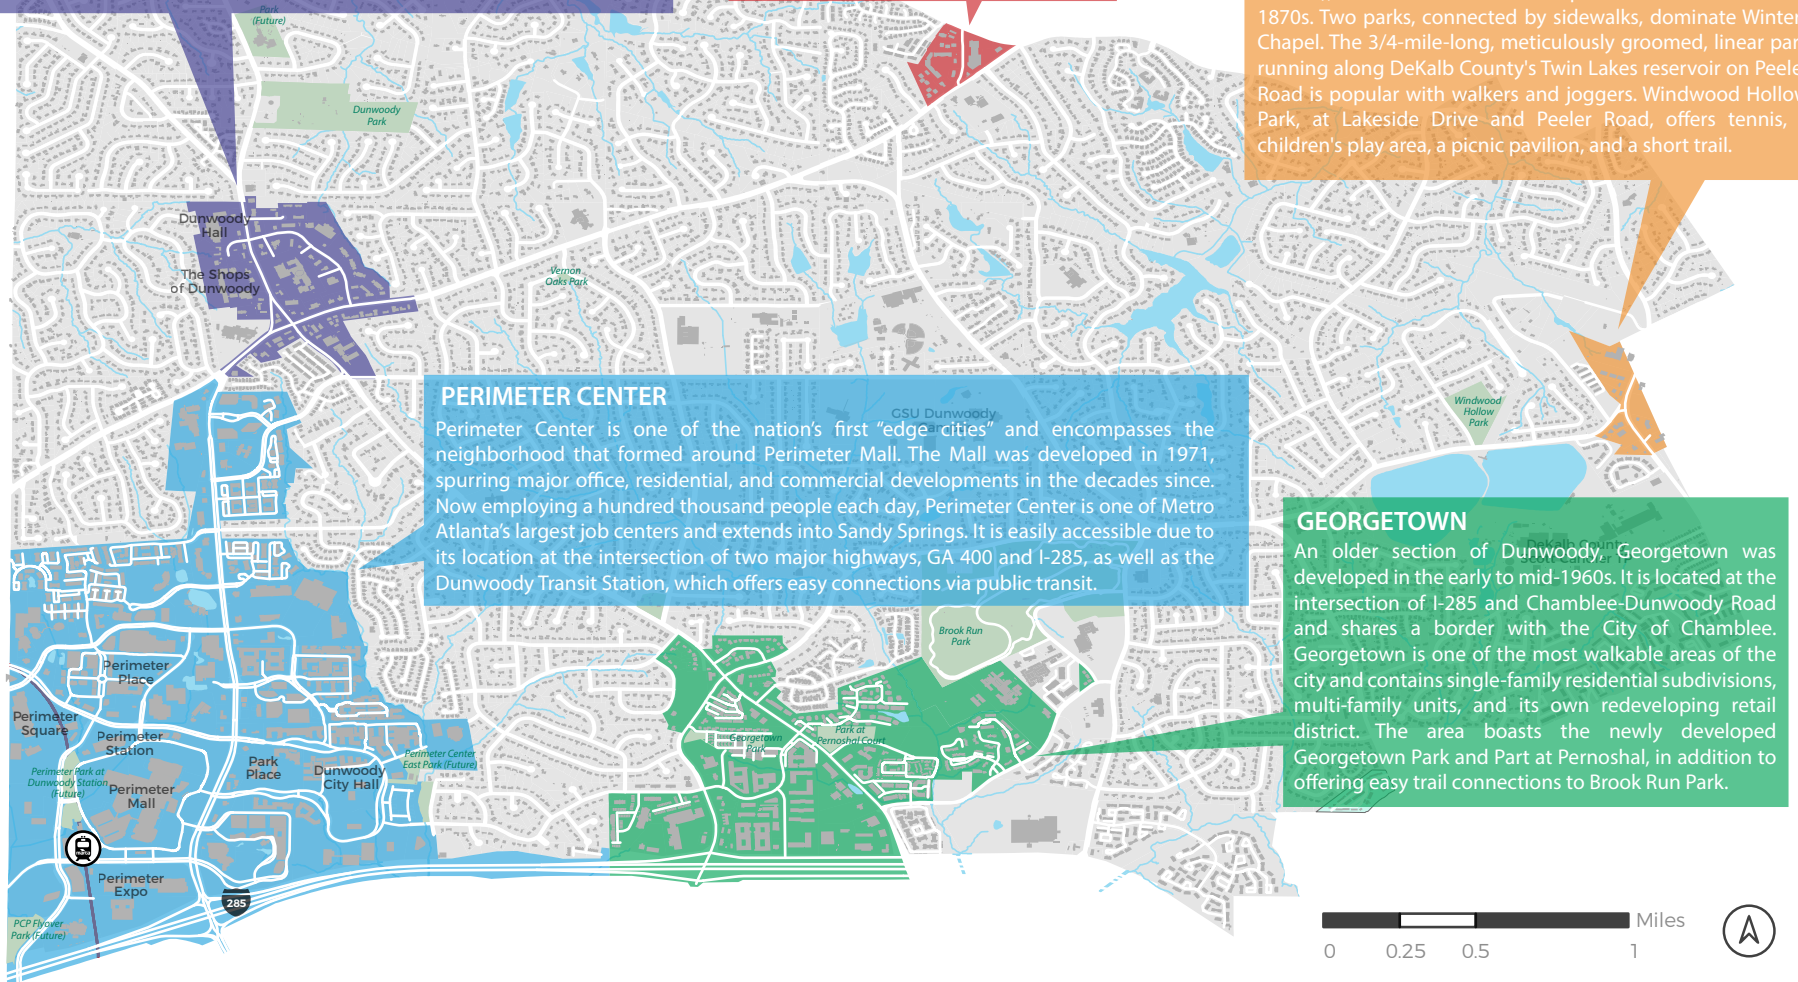 Park
(Future)
1870s. Two parks, connected by sidewalks, dominate Winter
Chapel. The 3/4-mile-long, meticulously groomed, linear par
running along DeKalb County's Twin Lakes reservoir on Peele
Road is popular with walkers and joggers. Windwood Hollow
Park, at Lakeside Drive and Peeler Road, offers tennis,
children's play area, a picnic pavilion, and a short trail.
Dunwoody
Park
Dunwoody
Hall
The Shops
of Dunwoody
Vernon
Oaks Park
Windwood
Hollow
Park
PERIMETER CENTER
GSU Dunwoody
Perimeter Center is one of the nation's first "edge cities" and encompasses the
neighborhood that formed around Perimeter Mall. The Mall was developed in 1971,
spurring major office, residential, and commercial developments in the decades since.
Now employing a hundred thousand people each day, Perimeter Center is one of Metro
Atlanta's largest job centers and extends into Sandy Springs. It is easily accessible due to
its location at the intersection of two major highways, GA 400 and I-285, as well as the
Dunwoody Transit Station, which offers easy connections via public transit.
GEORGETOWN
DeKalb County
Scott Candler TP
An older section of Dunwoody, Georgetown was
developed in the early to mid-1960s. It is located at the
intersection of I-285 and Chamblee-Dunwoody Road
and shares a border with the City of Chamblee.
Georgetown is one of the most walkable areas of the
city and contains single-family residential subdivisions,
multi-family units, and its own redeveloping retail
district. The area boasts the newly developed
Georgetown Park and Part at Pernoshal, in addition to
offering easy trail connections to Brook Run Park.
Brook Run
Park
Perimeter
Place
Perimeter
Square
Perimeter
Station
Georgetown
Park
Park at
Pernoshal Court
Perimeter Center
East Park (Future)
Park
Place
Dunwoody
City Hall
Perimeter Park at
Dunwoody Station
(Future)
Perimeter
Mall
marta
Perimeter
Expo
285
PCP Flyover
Park (Future)
Miles
0 0.25 0.5 1